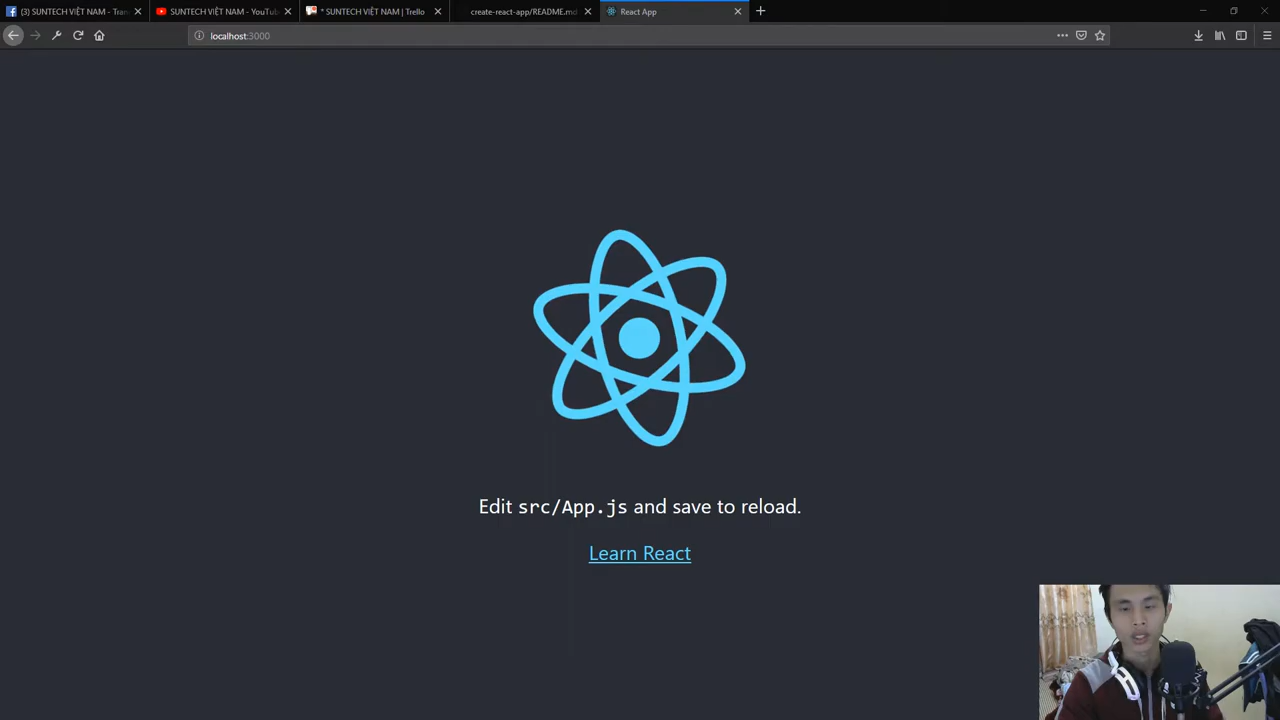 (3) SUNTECH VIỆT NAM - Tran
SUNTECH VIỆT NAM - YouTub
* SUNTECH VIỆT NAM | Trello
create-react-app/README.md
React App
localhost:3000
Edit src/App.js and save to reload.
Learn React